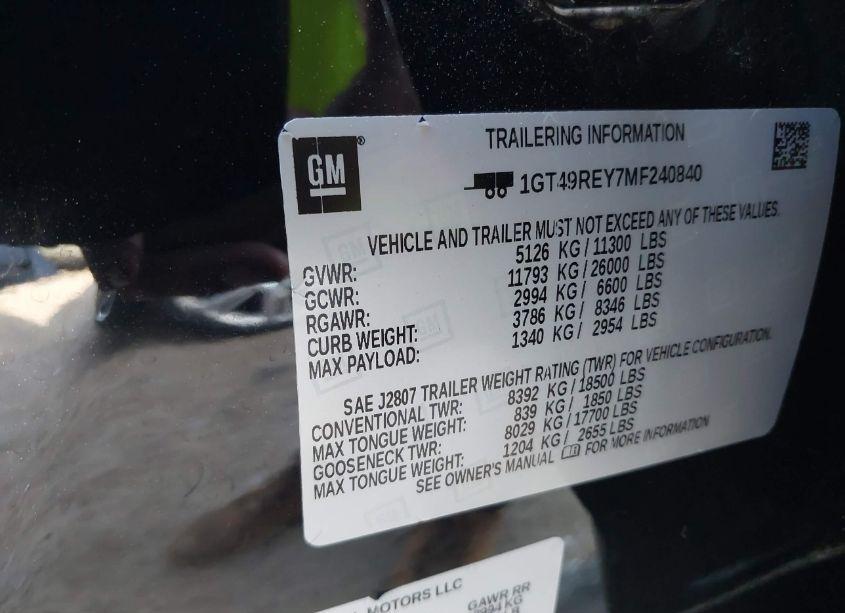 GM®
TRAILERING INFORMATION
1GT49REY7MF240840
VEHICLE AND TRAILER MUST NOT EXCEED ANY OF THESE VALUES.
GVWR: 5126 KG / 11300 LBS
GCWR: 11793 KG / 26000 LBS
RGAWR: 2994 KG / 6600 LBS
CURB WEIGHT: 3786 KG / 8346 LBS
MAX PAYLOAD: 1340 KG / 2954 LBS
SAE J2807 TRAILER WEIGHT RATING (TWR) FOR VEHICLE CONFIGURATION.
CONVENTIONAL TWR: 8392 KG / 18500 LBS
MAX TONGUE WEIGHT: 839 KG / 1850 LBS
GOOSENECK TWR: 8029 KG / 17700 LBS
MAX TONGUE WEIGHT: 1204 KG / 2655 LBS
SEE OWNER'S MANUAL FOR MORE INFORMATION
MOTORS LLC
GAWR RR